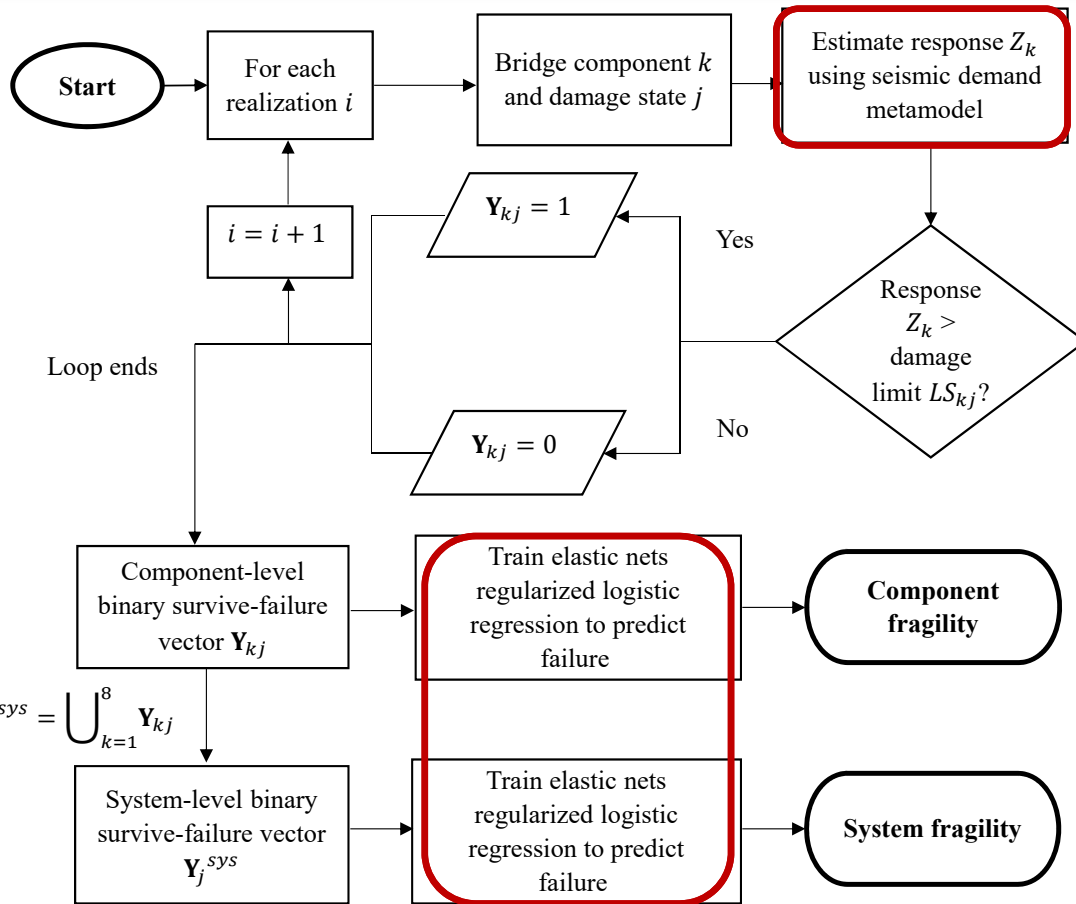 Start
For each
realization i
Bridge component k
and damage state j
Estimate response Z_k
using seismic demand
metamodel
i = i + 1
Y_kj = 1
Yes
Response
Z_k >
damage
limit LS_kj?
Loop ends
Y_kj = 0
No
Component-level
binary survive-failure
vector Y_kj
Train elastic nets
regularized logistic
regression to predict
failure
Component
fragility
sys = ⋃_{k=1}^{8} Y_kj
System-level binary
survive-failure vector
Y_j^sys
Train elastic nets
regularized logistic
regression to predict
failure
System fragility